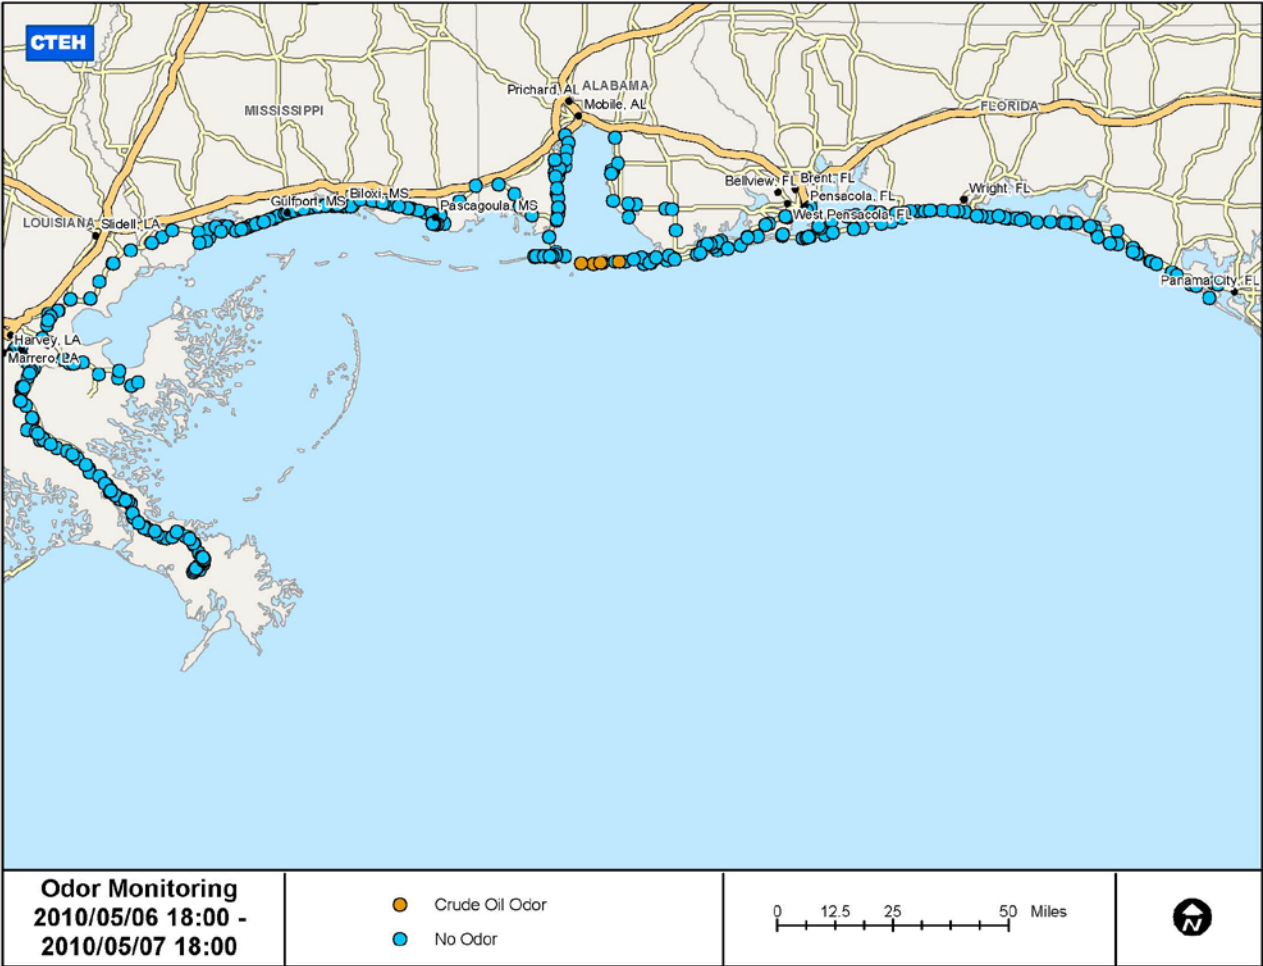 CTEH
Prichard, AL
ALABAMA
Mobile, AL
MISSISSIPPI
FLORIDA
Bellview, FL
Brent, FL
Wright, FL
Biloxi, MS
Gulfport, MS
Pascagoula, MS
Pensacola, FL
West Pensacola, FL
LOUISIANA
Slidell, LA
Panama City, FL
Harvey, LA
Marrero, LA
Odor Monitoring
2010/05/06 18:00 -
2010/05/07 18:00
Crude Oil Odor
No Odor
0 12.5 25 50 Miles
N